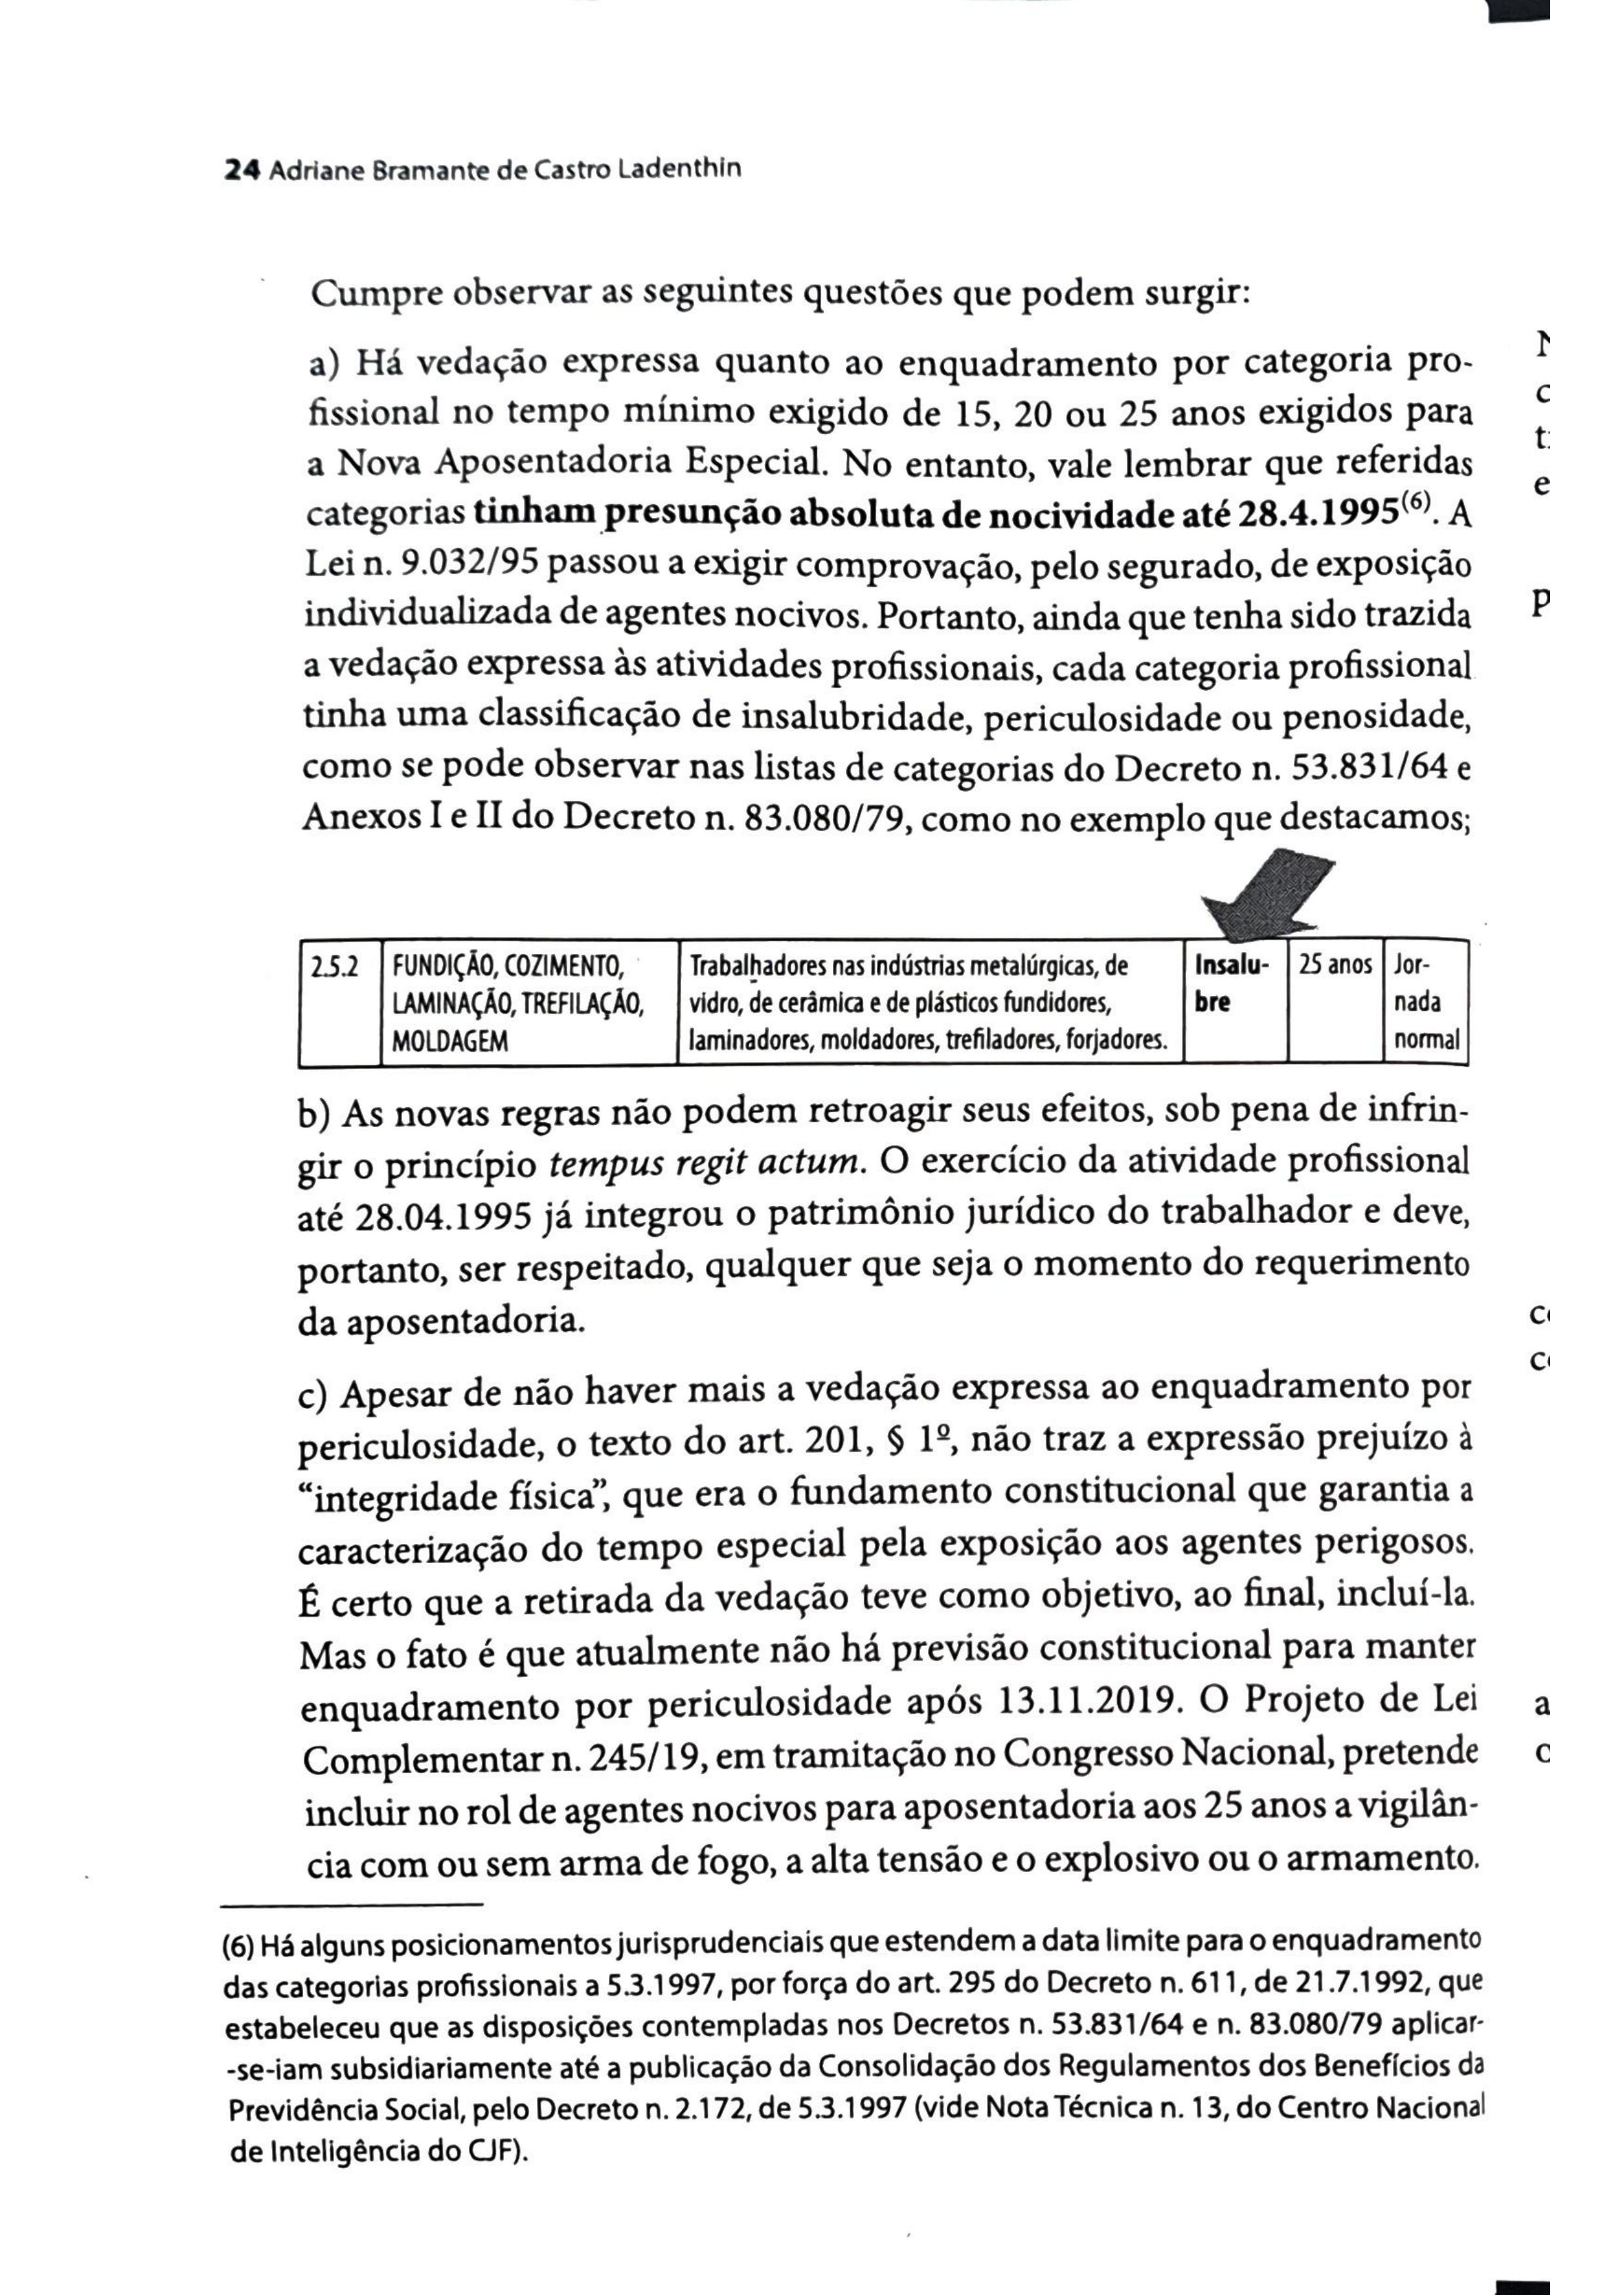 24 Adriane Bramante de Castro Ladenthin
Cumpre observar as seguintes questões que podem surgir:
a) Há vedação expressa quanto ao enquadramento por categoria pro-
fissional no tempo mínimo exigido de 15, 20 ou 25 anos exigidos para
a Nova Aposentadoria Especial. No entanto, vale lembrar que referidas
categorias tinham presunção absoluta de nocividade até 28.4.1995(6). A
Lei n. 9.032/95 passou a exigir comprovação, pelo segurado, de exposição
individualizada de agentes nocivos. Portanto, ainda que tenha sido trazida
a vedação expressa às atividades profissionais, cada categoria profissional
tinha uma classificação de insalubridade, periculosidade ou penosidade,
como se pode observar nas listas de categorias do Decreto n. 53.831/64 e
Anexos I e II do Decreto n. 83.080/79, como no exemplo que destacamos;
2.5.2 FUNDIÇÃO, COZIMENTO, Trabalhadores nas indústrias metalúrgicas, de Insalu- 25 anos Jor-
LAMINAÇÃO, TREFILAÇÃO, vidro, de cerâmica e de plásticos fundidores, bre nada
MOLDAGEM laminadores, moldadores, trefiladores, forjadores. normal
b) As novas regras não podem retroagir seus efeitos, sob pena de infrin-
gir o princípio tempus regit actum. O exercício da atividade profissional
até 28.04.1995 já integrou o patrimônio jurídico do trabalhador e deve,
portanto, ser respeitado, qualquer que seja o momento do requerimento
da aposentadoria.
c) Apesar de não haver mais a vedação expressa ao enquadramento por
periculosidade, o texto do art. 201, § 1º, não traz a expressão prejuízo à
“integridade física”, que era o fundamento constitucional que garantia a
caracterização do tempo especial pela exposição aos agentes perigosos.
É certo que a retirada da vedação teve como objetivo, ao final, incluí-la.
Mas o fato é que atualmente não há previsão constitucional para manter
enquadramento por periculosidade após 13.11.2019. O Projeto de Lei
Complementar n. 245/19, em tramitação no Congresso Nacional, pretende
incluir no rol de agentes nocivos para aposentadoria aos 25 anos a vigilân-
cia com ou sem arma de fogo, a alta tensão e o explosivo ou o armamento.
(6) Há alguns posicionamentos jurisprudenciais que estendem a data limite para o enquadramento
das categorias profissionais a 5.3.1997, por força do art. 295 do Decreto n. 611, de 21.7.1992, que
estabeleceu que as disposições contempladas nos Decretos n. 53.831/64 e n. 83.080/79 aplicar-
-se-iam subsidiariamente até a publicação da Consolidação dos Regulamentos dos Benefícios da
Previdência Social, pelo Decreto n. 2.172, de 5.3.1997 (vide Nota Técnica n. 13, do Centro Nacional
de Inteligência do CJF).